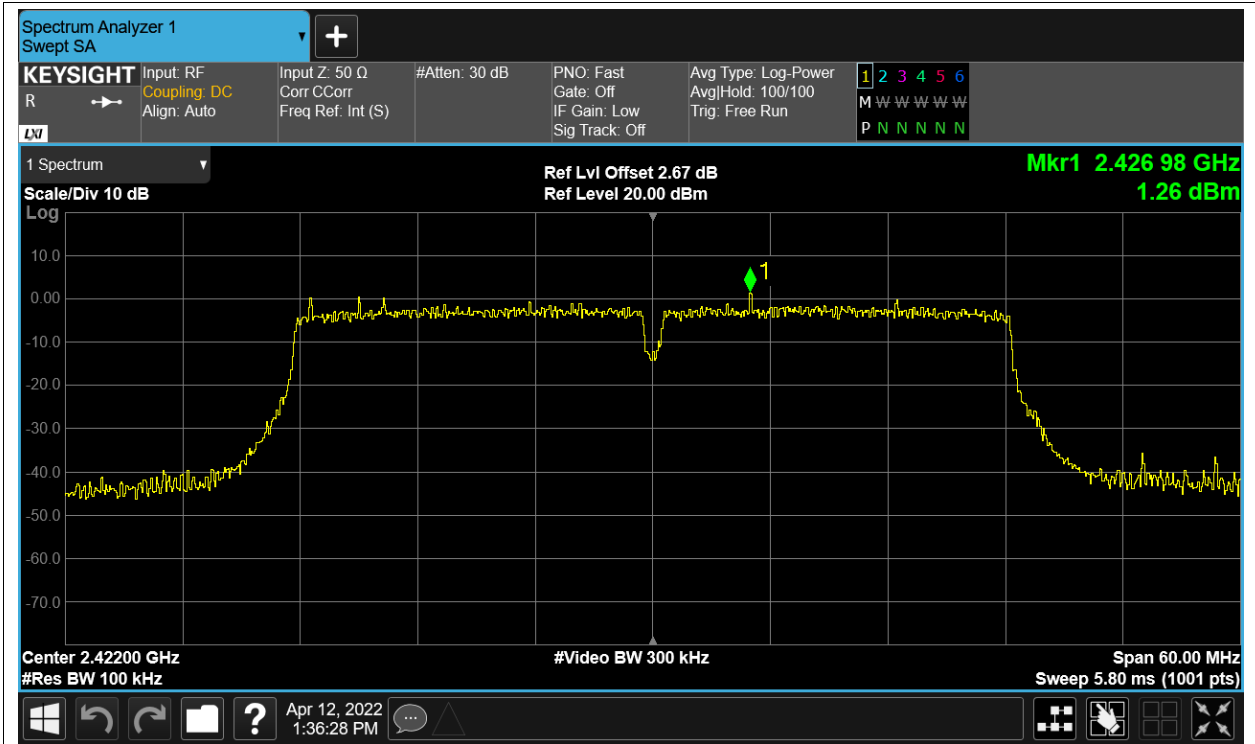 Spectrum Analyzer 1
Swept SA
KEYSIGHT
R
LXI
Input: RF
Coupling: DC
Align: Auto
Input Z: 50 Ω
Corr CCorr
Freq Ref: Int (S)
#Atten: 30 dB
PNO: Fast
Gate: Off
IF Gain: Low
Sig Track: Off
Avg Type: Log-Power
Avg|Hold: 100/100
Trig: Free Run
1 2 3 4 5 6
M W W W W W W
P N N N N N N
1 Spectrum
Scale/Div 10 dB
Ref Lvl Offset 2.67 dB
Ref Level 20.00 dBm
Mkr1 2.426 98 GHz
1.26 dBm
Log
10.0
0.00
-10.0
-20.0
-30.0
-40.0
-50.0
-60.0
-70.0
1
Center 2.42200 GHz
#Res BW 100 kHz
#Video BW 300 kHz
Span 60.00 MHz
Sweep 5.80 ms (1001 pts)
?
Apr 12, 2022
1:36:28 PM